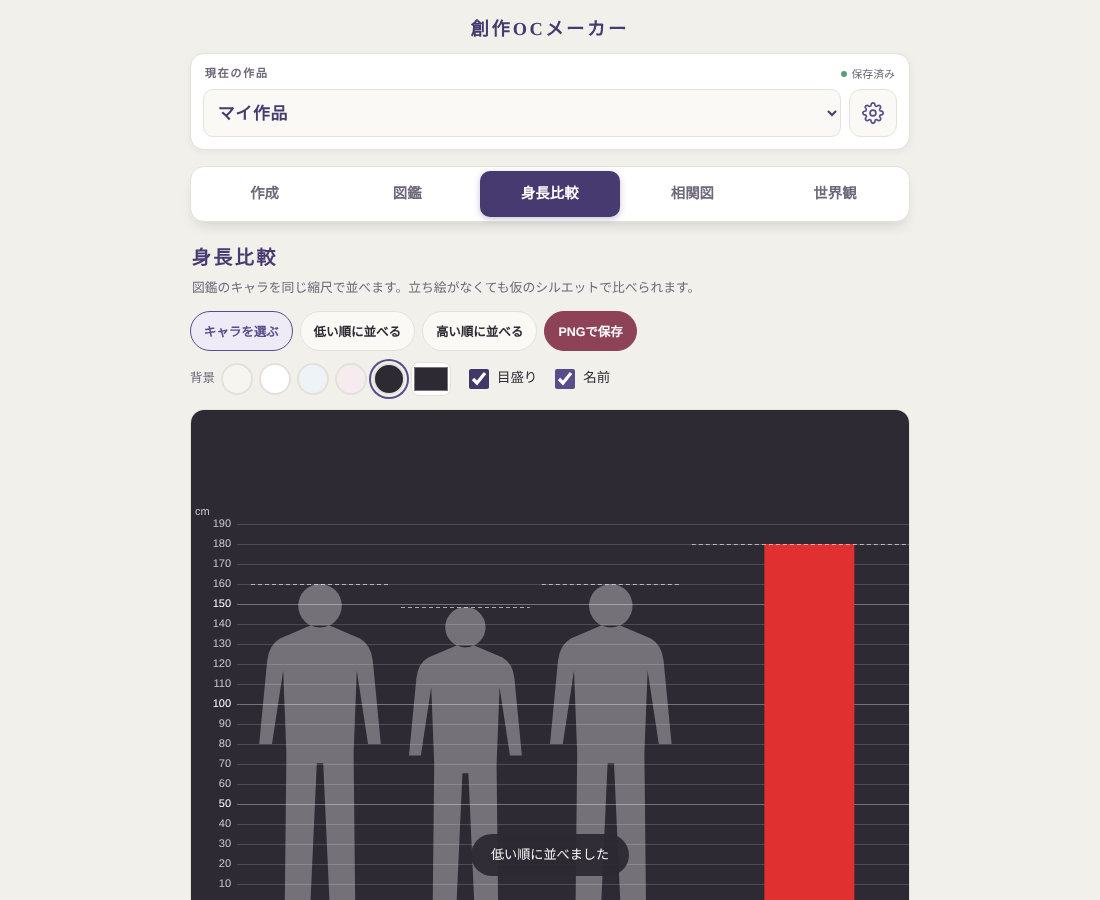 創作OCメーカー
現在の作品
保存済み
マイ作品
作成
図鑑
身長比較
相関図
世界観
身長比較
図鑑のキャラを同じ縮尺で並べます。立ち絵がなくても仮のシルエットで比べられます。
キャラを選ぶ
低い順に並べる
高い順に並べる
PNGで保存
背景
目盛り
名前
cm
190
180
170
160
150
140
130
120
110
100
90
80
70
60
50
40
30
20
10
低い順に並べました